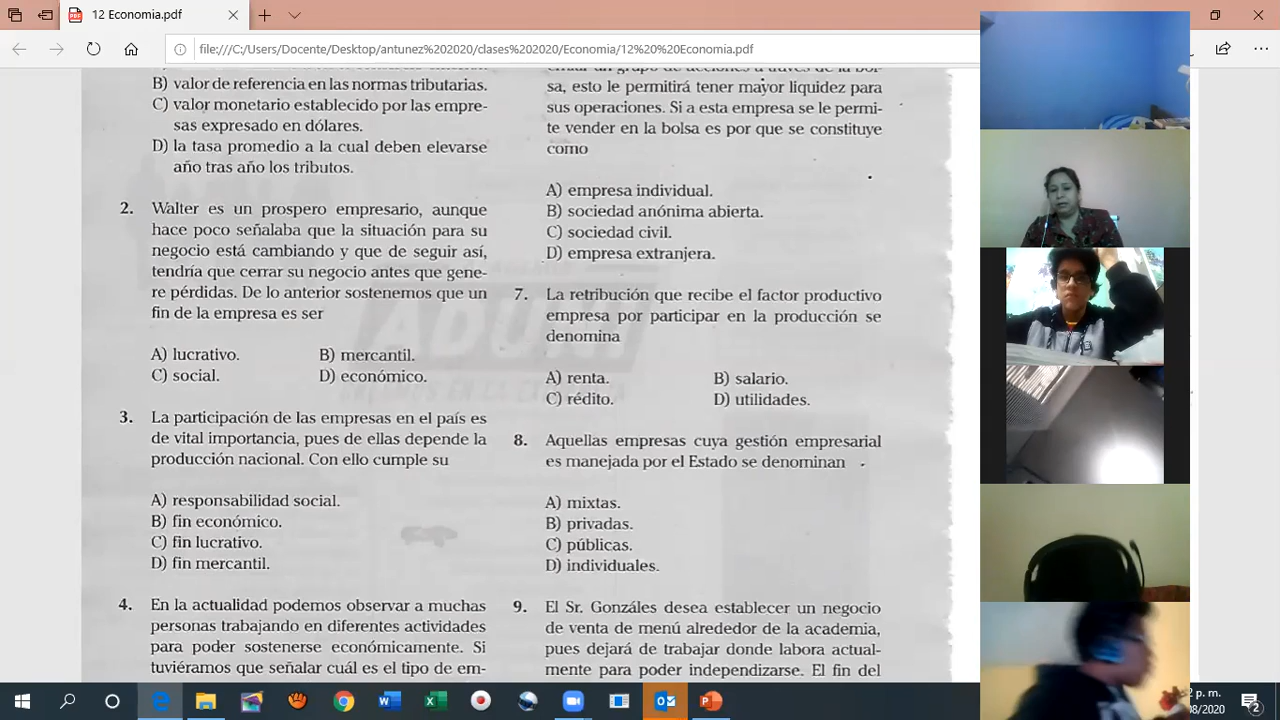 12 Economia.pdf
file:///C:/Users/Docente/Desktop/antunez%202020/clases%202020/Economia/12%20%20Economia.pdf
B) valor de referencia en las normas tributarias.
C) valor monetario establecido por las empre-
sas expresado en dólares.
D) la tasa promedio a la cual deben elevarse
año tras año los tributos.
2. Walter es un prospero empresario, aunque
hace poco señalaba que la situación para su
negocio está cambiando y que de seguir así,
tendría que cerrar su negocio antes que gene-
re pérdidas. De lo anterior sostenemos que un
fin de la empresa es ser
A) lucrativo. B) mercantil.
C) social. D) económico.
3. La participación de las empresas en el país es
de vital importancia, pues de ellas depende la
producción nacional. Con ello cumple su
A) responsabilidad social.
B) fin económico.
C) fin lucrativo.
D) fin mercantil.
4. En la actualidad podemos observar a muchas
personas trabajando en diferentes actividades
para poder sostenerse económicamente. Si
tuviéramos que señalar cuál es el tipo de em-
emitir un grupo de acciones a través de la bol-
sa, esto le permitirá tener mayor liquidez para
sus operaciones. Si a esta empresa se le permi-
te vender en la bolsa es por que se constituye
como
A) empresa individual.
B) sociedad anónima abierta.
C) sociedad civil.
D) empresa extranjera.
7. La retribución que recibe el factor productivo
empresa por participar en la producción se
denomina
A) renta. B) salario.
C) rédito. D) utilidades.
8. Aquellas empresas cuya gestión empresarial
es manejada por el Estado se denominan
A) mixtas.
B) privadas.
C) públicas.
D) individuales.
9. El Sr. Gonzáles desea establecer un negocio
de venta de menú alrededor de la academia,
pues dejará de trabajar donde labora actual-
mente para poder independizarse. El fin del
2 p. m.
08/2020
2